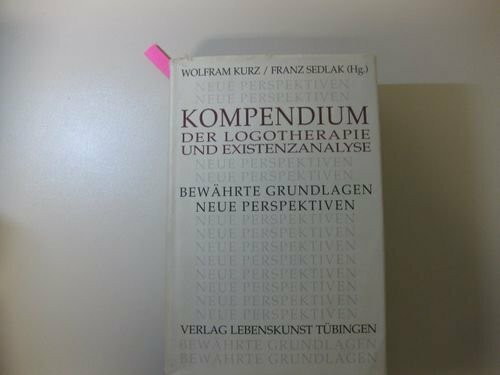 WOLFRAM KURZ / FRANZ SEDLAK (Hg.)
NEUE PERSPEKTIVEN
NEUE PERSPEKTIVEN
KOMPENDIUM
DER LOGOTHERAPIE
UND EXISTENZANALYSE
NEUE PERSPEKTIVEN
NEUE PERSPEKTIVEN
BEWÄHRTE GRUNDLAGEN
NEUE PERSPEKTIVEN
NEUE PERSPEKTIVEN
NEUE PERSPEKTIVEN
NEUE PERSPEKTIVEN
NEUE PERSPEKTIVEN
NEUE PERSPEKTIVEN
NEUE PERSPEKTIVEN
NEUE PERSPEKTIVEN
NEUE PERSPEKTIVEN
VERLAG LEBENSKUNST TÜBINGEN
BEWÄHRTE GRUNDLAGEN
BEWÄHRTE GRUNDLAGEN